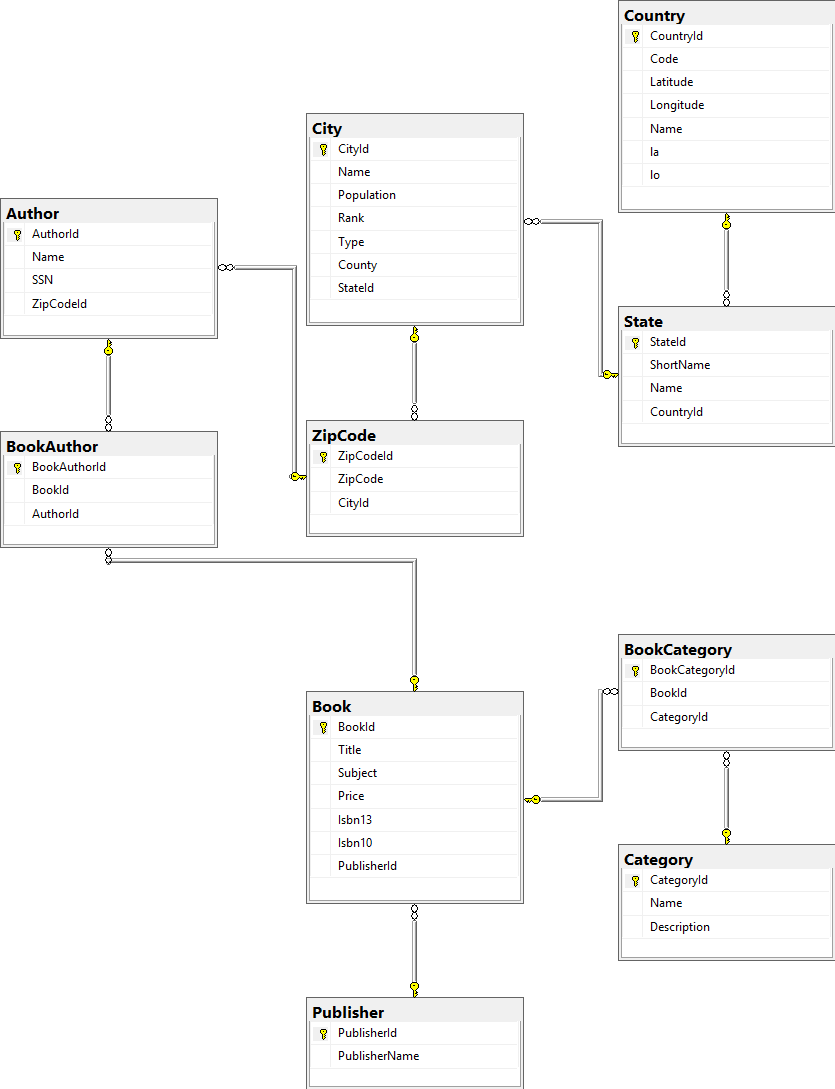 Country
CountryId
Code
Latitude
Longitude
Name
la
lo
City
CityId
Name
Population
Rank
Type
County
StateId
Author
AuthorId
Name
SSN
ZipCodeId
State
StateId
ShortName
Name
CountryId
ZipCode
ZipCodeId
ZipCode
CityId
BookAuthor
BookAuthorId
BookId
AuthorId
BookCategory
BookCategoryId
BookId
CategoryId
Book
BookId
Title
Subject
Price
Isbn13
Isbn10
PublisherId
Category
CategoryId
Name
Description
Publisher
PublisherId
PublisherName